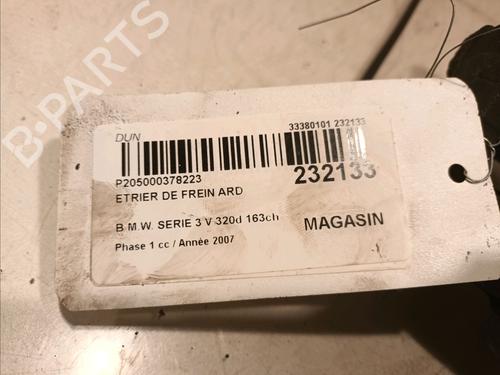 B-PARTS
DUN
33380101 232133
P205000378223
232133
ETRIER DE FREIN ARD
B.M.W. SERIE 3 V 320d 163ch
MAGASIN
Phase 1 cc / Année 2007